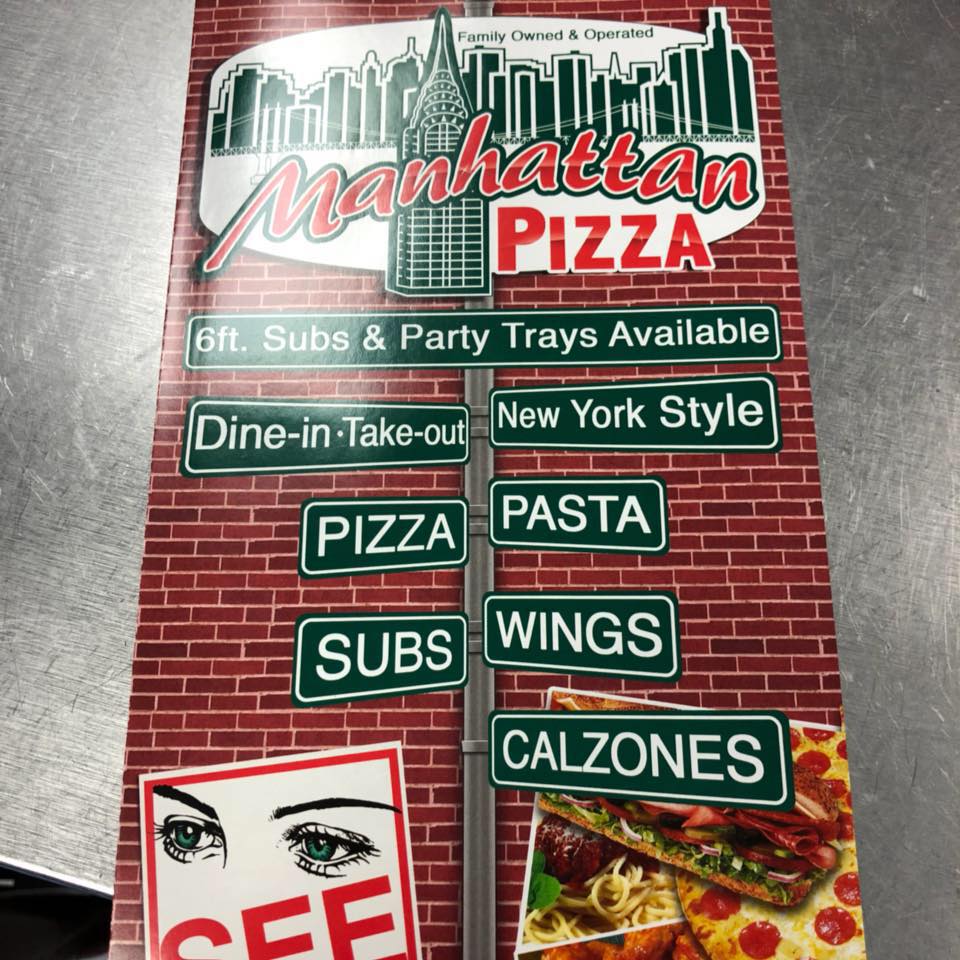 Family Owned & Operated
Manhattan
PIZZA
6ft. Subs & Party Trays Available
Dine-in·Take-out
New York Style
PIZZA
PASTA
SUBS
WINGS
CALZONES
SEE